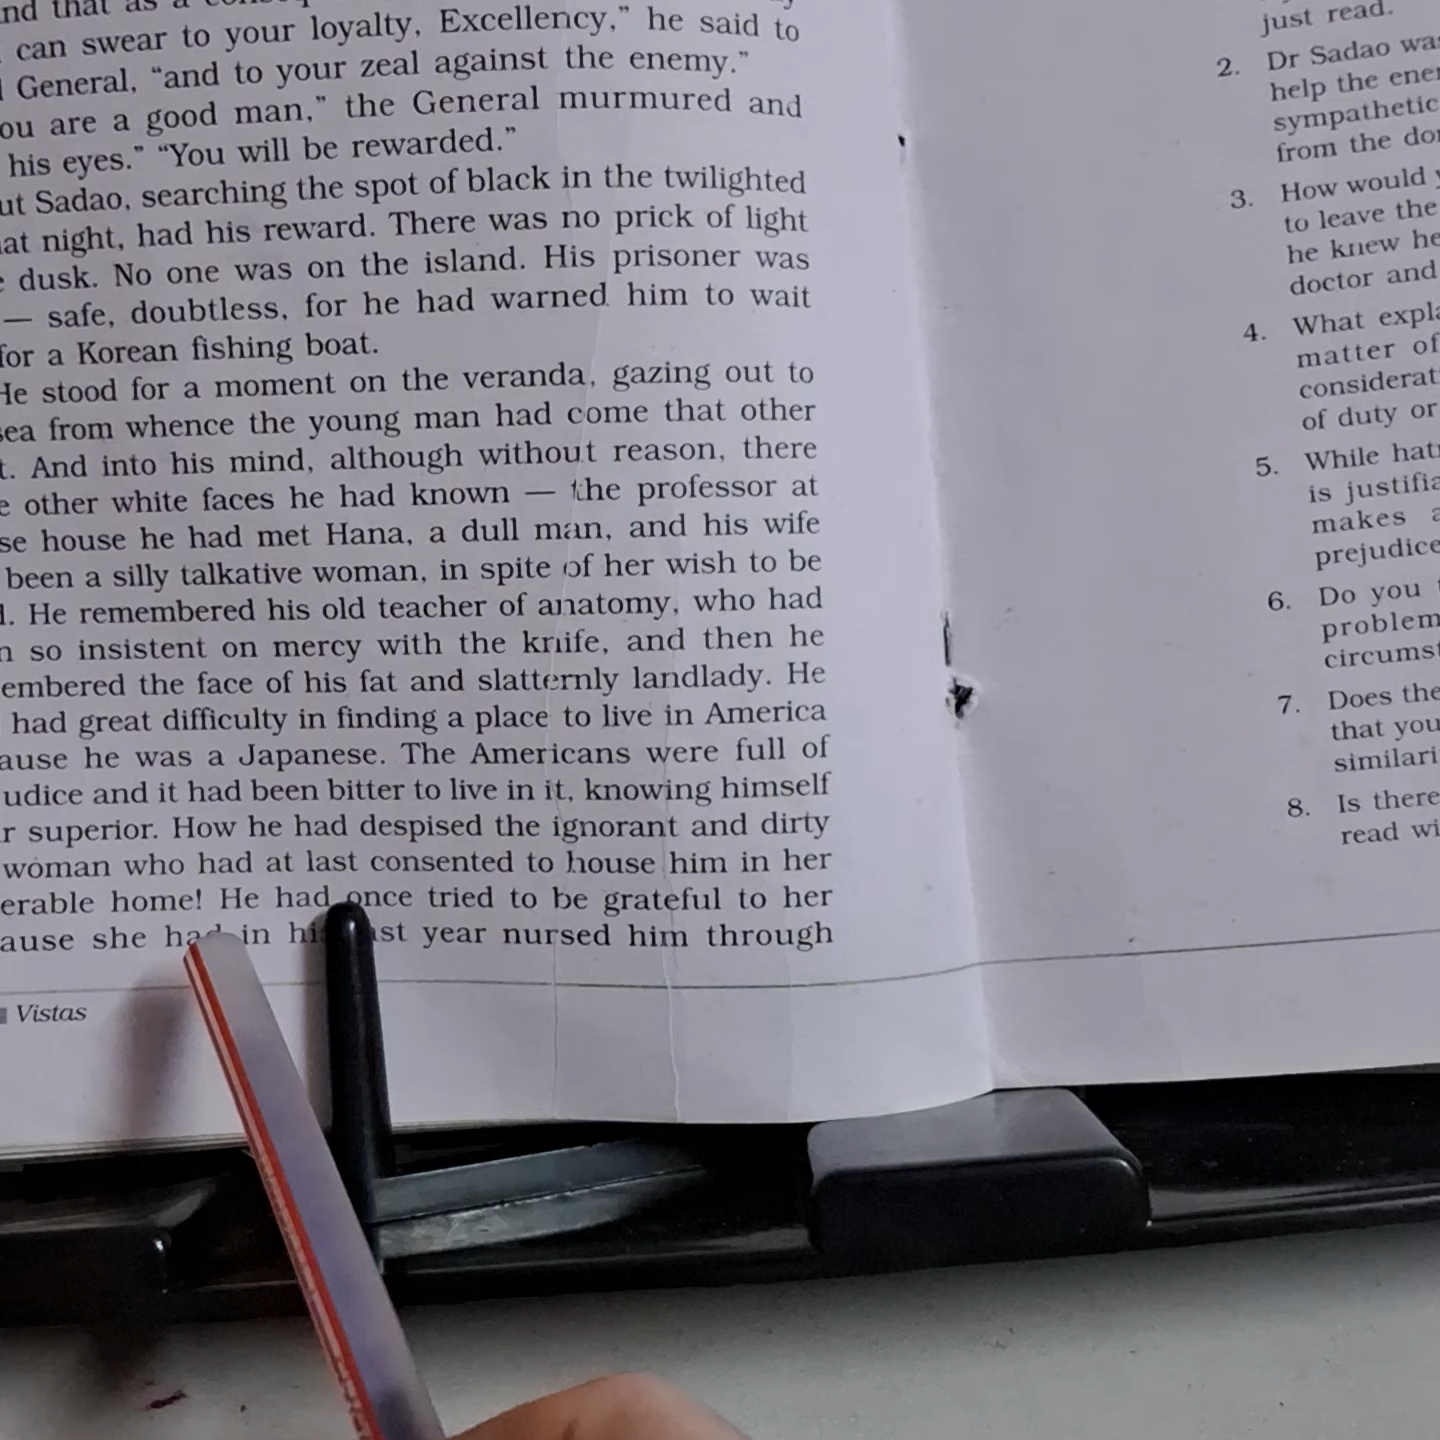 can swear to your loyalty, Excellency,” he said to
General, “and to your zeal against the enemy.”
ou are a good man,” the General murmured and
his eyes.” “You will be rewarded.”
ut Sadao, searching the spot of black in the twilighted
at night, had his reward. There was no prick of light
dusk. No one was on the island. His prisoner was
— safe, doubtless, for he had warned him to wait
for a Korean fishing boat.
He stood for a moment on the veranda, gazing out to
sea from whence the young man had come that other
t. And into his mind, although without reason, there
e other white faces he had known — the professor at
se house he had met Hana, a dull man, and his wife
been a silly talkative woman, in spite of her wish to be
d. He remembered his old teacher of anatomy, who had
n so insistent on mercy with the knife, and then he
embered the face of his fat and slatternly landlady. He
had great difficulty in finding a place to live in America
ause he was a Japanese. The Americans were full of
udice and it had been bitter to live in it, knowing himself
r superior. How he had despised the ignorant and dirty
woman who had at last consented to house him in her
erable home! He had once tried to be grateful to her
ause she had in his ast year nursed him through
Vistas
just read.
2. Dr Sadao was
help the ene
sympathetic
from the do
3. How would y
to leave the
he knew he
doctor and
4. What expla
matter of
considerat
of duty or
5. While hat
is justifia
makes a
prejudice
6. Do you t
problem
circumst
7. Does the
that you
similari
8. Is there
read wi